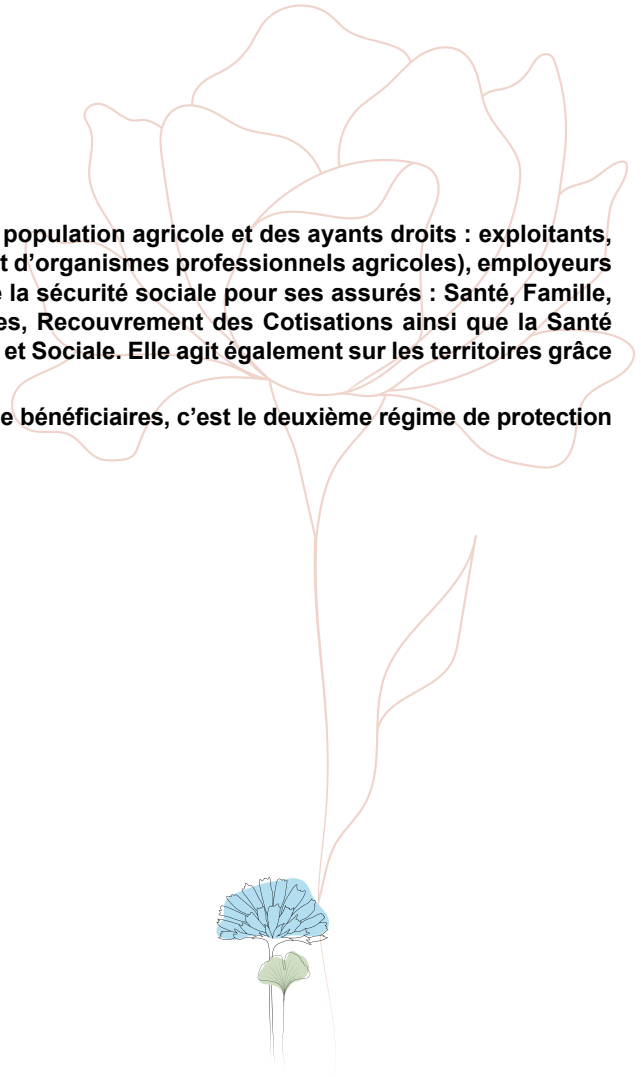 population agricole et des ayants droits : exploitants,
t d’organismes professionnels agricoles), employeurs
la sécurité sociale pour ses assurés : Santé, Famille,
es, Recouvrement des Cotisations ainsi que la Santé
et Sociale. Elle agit également sur les territoires grâce
e bénéficiaires, c’est le deuxième régime de protection